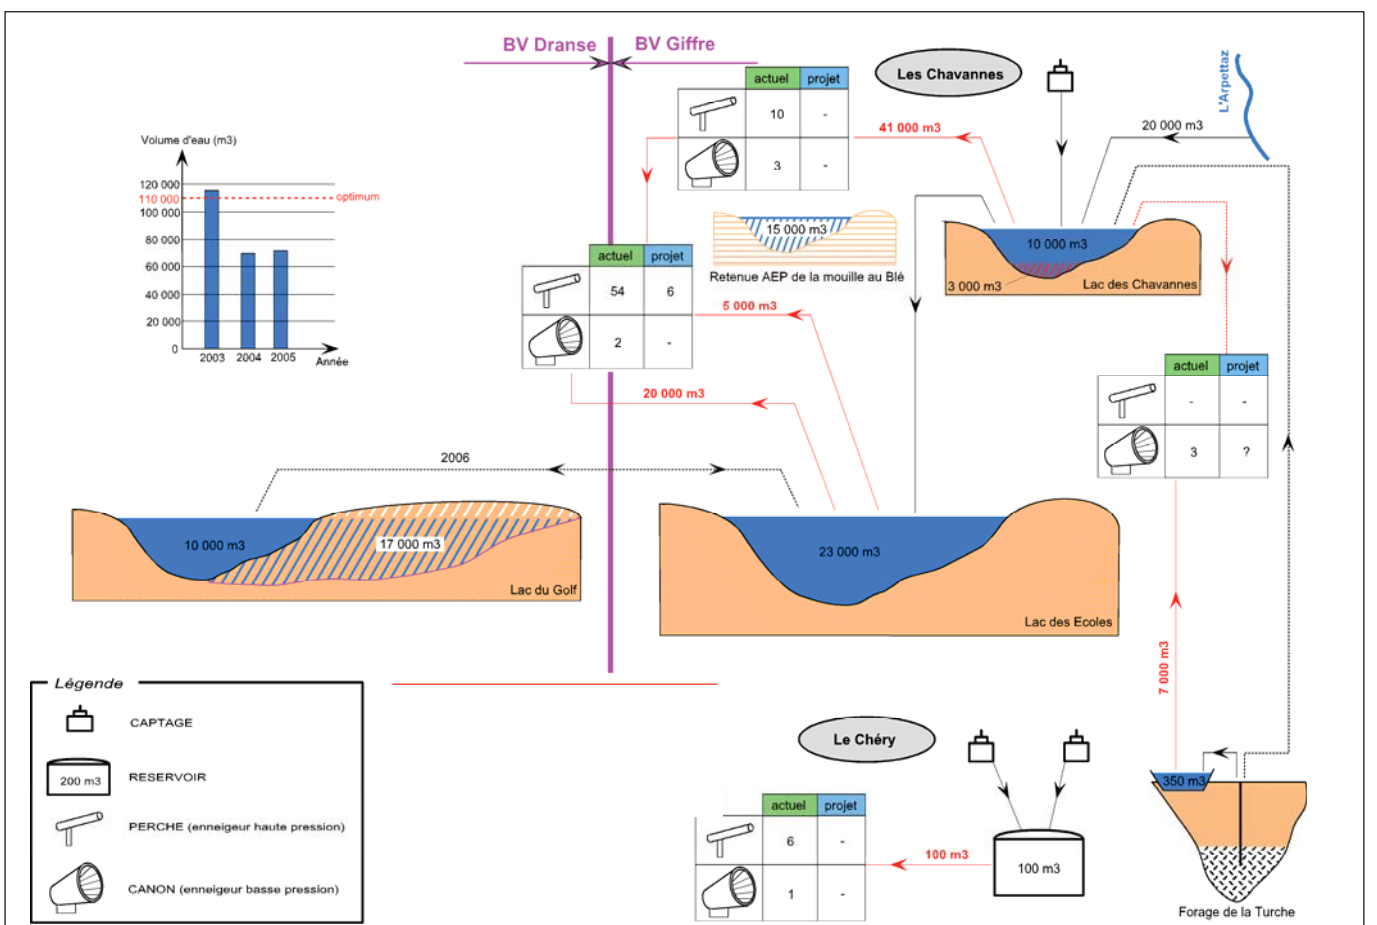 BV Dranse
BV Giffre
Les Chavannes
L'Arpettaz
actuel projet
10 -
3 -
41 000 m3
20 000 m3
Volume d'eau (m3)
120 000
110 000
optimum
100 000
80 000
60 000
40 000
20 000
0
2003 2004 2005
Année
15 000 m3
Retenue AEP de la mouille au Blé
10 000 m3
3 000 m3
Lac des Chavannes
actuel projet
54 6
2 -
5 000 m3
20 000 m3
actuel projet
- -
3 ?
2006
10 000 m3
17 000 m3
Lac du Golf
23 000 m3
Lac des Ecoles
7 000 m3
Légende
CAPTAGE
200 m3
RESERVOIR
PERCHE (enneigeur haute pression)
CANON (enneigeur basse pression)
Le Chéry
actuel projet
6 -
1 -
100 m3
100 m3
350 m3
Forage de la Turche